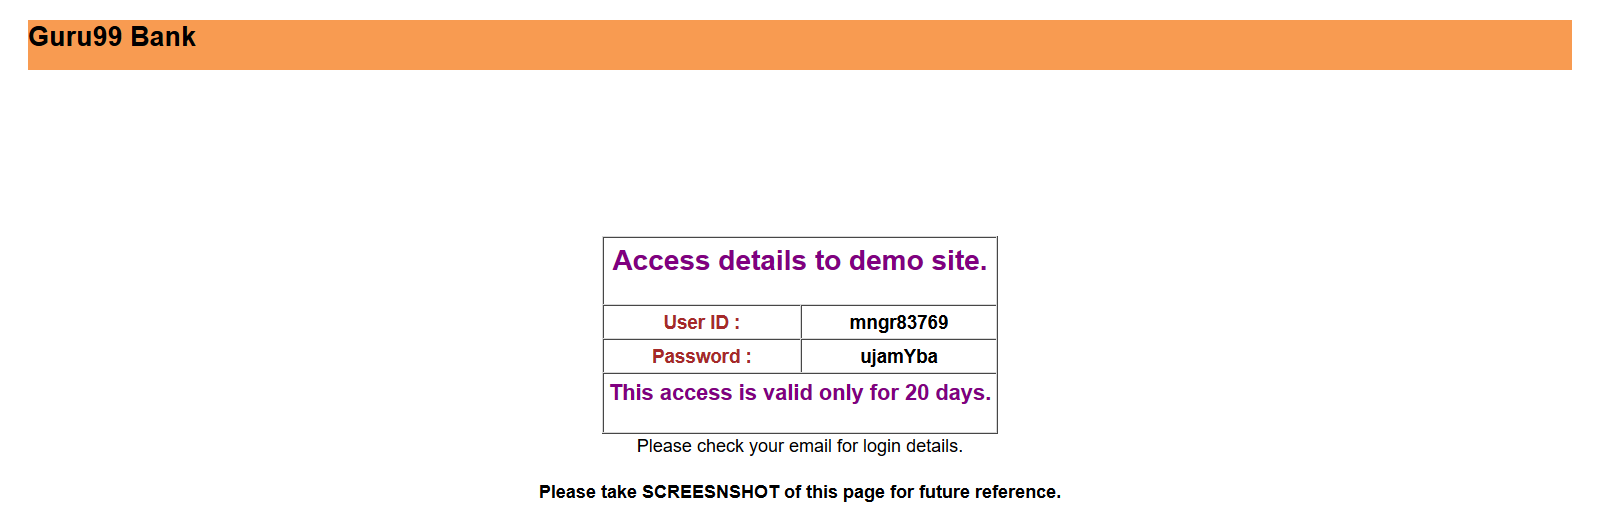 Guru99 Bank
Access details to demo site.
User ID : mngr83769
Password : ujamYba
This access is valid only for 20 days.
Please check your email for login details.
Please take SCREESNSHOT of this page for future reference.